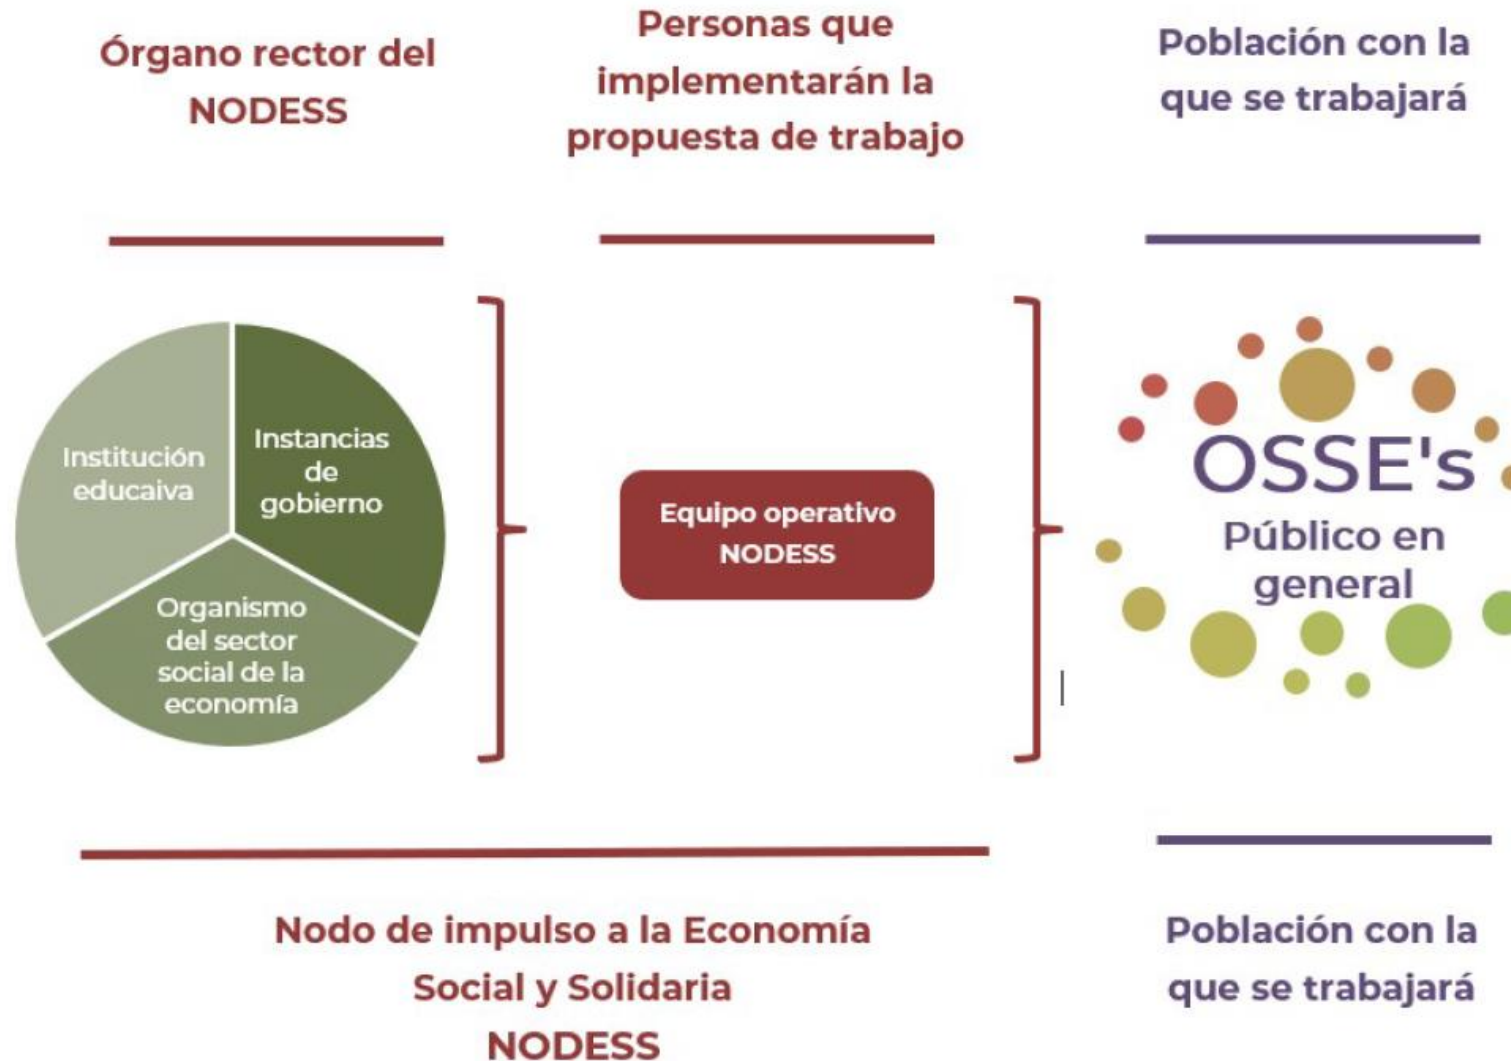 Órgano rector del
NODESS
Personas que
implementarán la
propuesta de trabajo
Población con la
que se trabajará
Institución
educaiva
Instancias
de
gobierno
Organismo
del sector
social de la
economía
Equipo operativo
NODESS
OSSE's
Público en
general
Nodo de impulso a la Economía
Social y Solidaria
NODESS
Población con la
que se trabajará